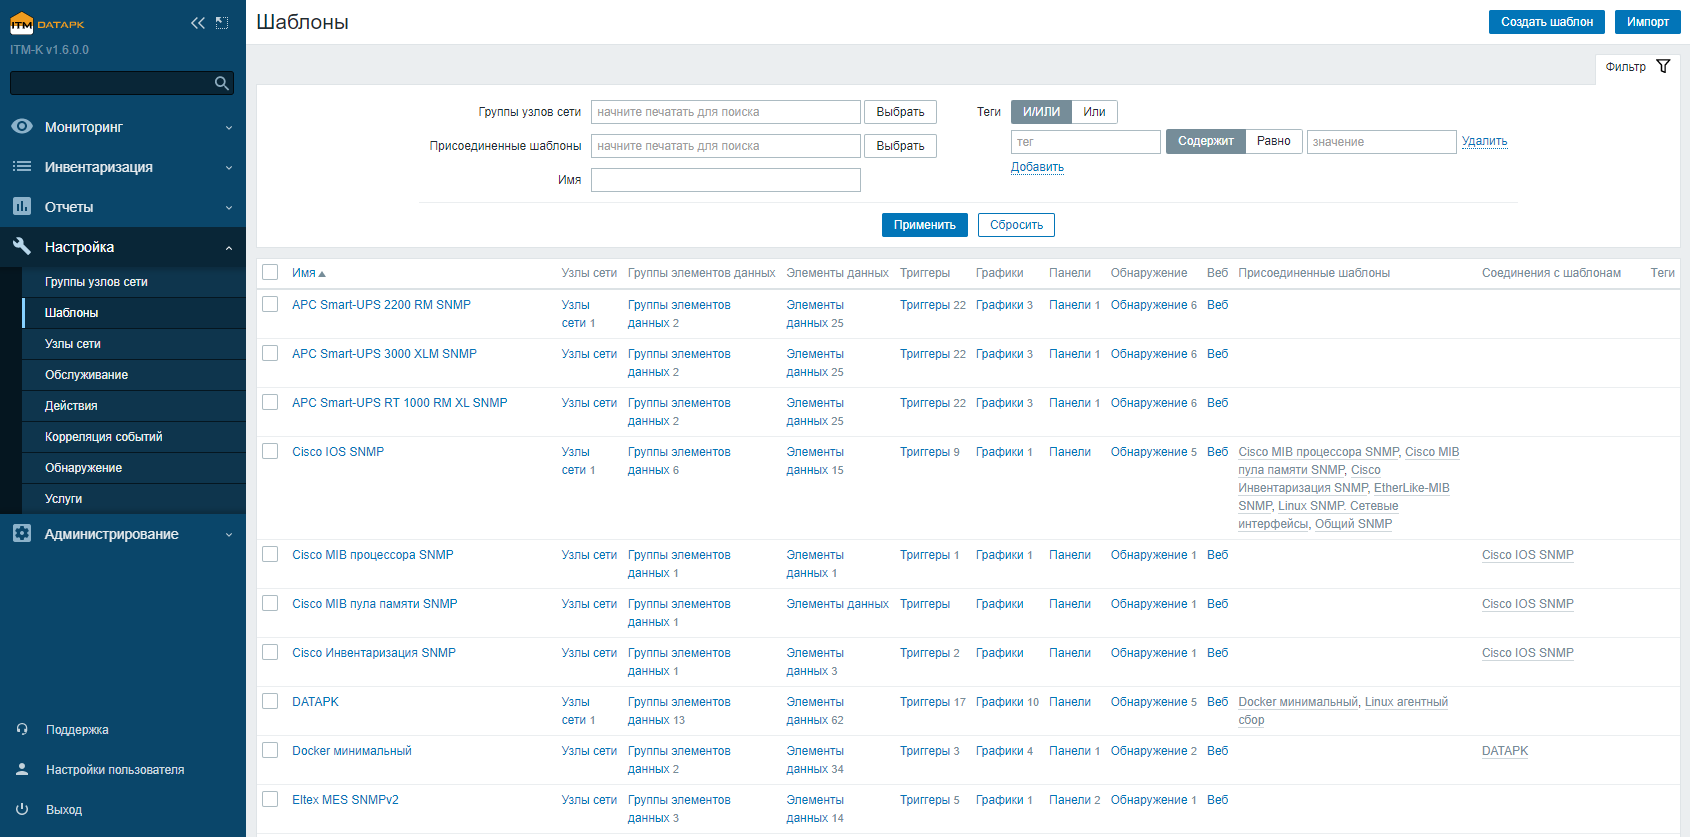 ITM DATAPK
ITM-K v1.6.0.0
Мониторинг
Инвентаризация
Отчеты
Настройка
Группы узлов сети
Шаблоны
Узлы сети
Обслуживание
Действия
Корреляция событий
Обнаружение
Услуги
Администрирование
Поддержка
Настройки пользователя
Выход
Шаблоны
Создать шаблон Импорт
Фильтр
Группы узлов сети начните печатать для поиска Выбрать
Присоединенные шаблоны начните печатать для поиска Выбрать
Имя
Теги И/ИЛИ Или
тег Содержит Равно значение Удалить
Добавить
Применить Сбросить
Имя Узлы сети Группы элементов данных Элементы данных Триггеры Графики Панели Обнаружение Веб Присоединенные шаблоны Соединения с шаблонам Теги
APC Smart-UPS 2200 RM SNMP Узлы Группы элементов Элементы Триггеры 22 Графики 3 Панели 1 Обнаружение 6 Веб
сети 1 данных 2 данных 25
APC Smart-UPS 3000 XLM SNMP Узлы сети Группы элементов Элементы Триггеры 22 Графики 3 Панели 1 Обнаружение 6 Веб
данных 2 данных 25
APC Smart-UPS RT 1000 RM XL SNMP Узлы сети Группы элементов Элементы Триггеры 22 Графики 3 Панели 1 Обнаружение 6 Веб
данных 2 данных 25
Cisco IOS SNMP Узлы Группы элементов Элементы Триггеры 9 Графики 1 Панели Обнаружение 5 Веб Cisco MIB процессора SNMP, Cisco MIB
сети 1 данных 6 данных 15 пула памяти SNMP, Cisco
Инвентаризация SNMP, EtherLike-MIB
SNMP, Linux SNMP. Сетевые
интерфейсы, Общий SNMP
Cisco MIB процессора SNMP Узлы сети Группы элементов Элементы Триггеры 1 Графики 1 Панели Обнаружение 1 Веб Cisco IOS SNMP
данных 1 данных 1
Cisco MIB пула памяти SNMP Узлы сети Группы элементов Элементы данных Триггеры Графики Панели Обнаружение 1 Веб Cisco IOS SNMP
данных 1
Cisco Инвентаризация SNMP Узлы сети Группы элементов Элементы Триггеры 2 Графики Панели Обнаружение 1 Веб Cisco IOS SNMP
данных 1 данных 3
DATAPK Узлы Группы элементов Элементы Триггеры 17 Графики 10 Панели Обнаружение 5 Веб Docker минимальный, Linux агентный
сети 1 данных 13 данных 62 сбор
Docker минимальный Узлы сети Группы элементов Элементы Триггеры 3 Графики 4 Панели 1 Обнаружение 2 Веб DATAPK
данных 2 данных 34
Eltex MES SNMPv2 Узлы сети Группы элементов Элементы Триггеры 5 Графики 1 Панели 2 Обнаружение 1 Веб
данных 3 данных 14